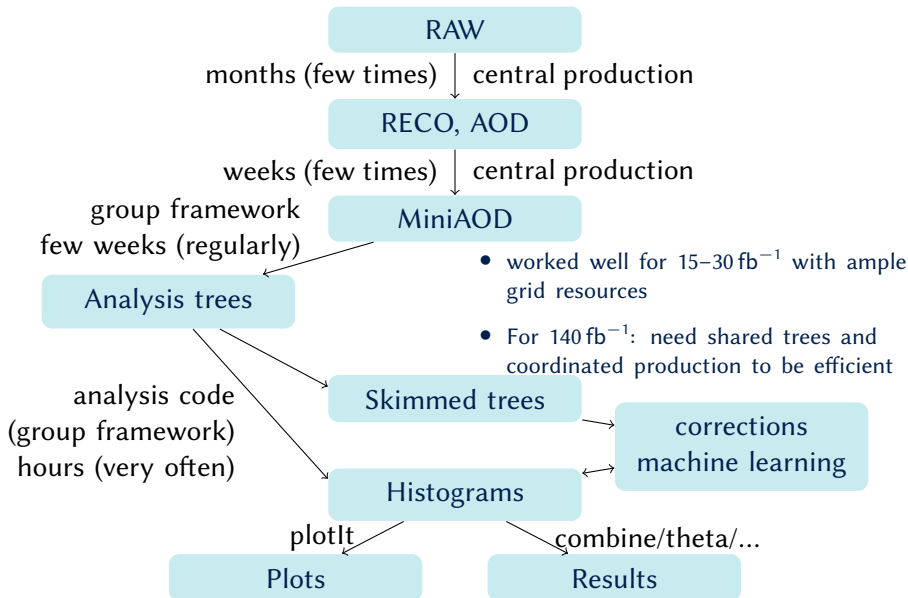 RAW
months (few times)
central production
RECO, AOD
weeks (few times)
central production
MiniAOD
group framework
few weeks (regularly)
• worked well for 15–30 fb⁻¹ with ample
grid resources
Analysis trees
• For 140 fb⁻¹: need shared trees and
coordinated production to be efficient
Skimmed trees
analysis code
(group framework)
hours (very often)
corrections
machine learning
Histograms
plotIt
combine/theta/...
Plots
Results